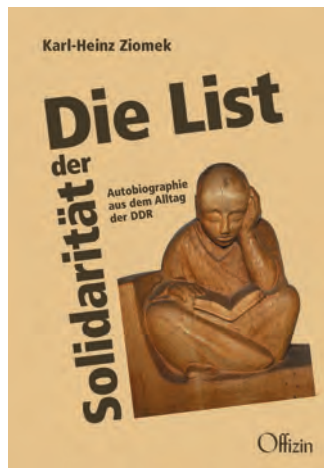 Karl-Heinz Ziomek
Die List
der
Solidarität
Autobiographie
aus dem Alltag
der DDR
Offizin